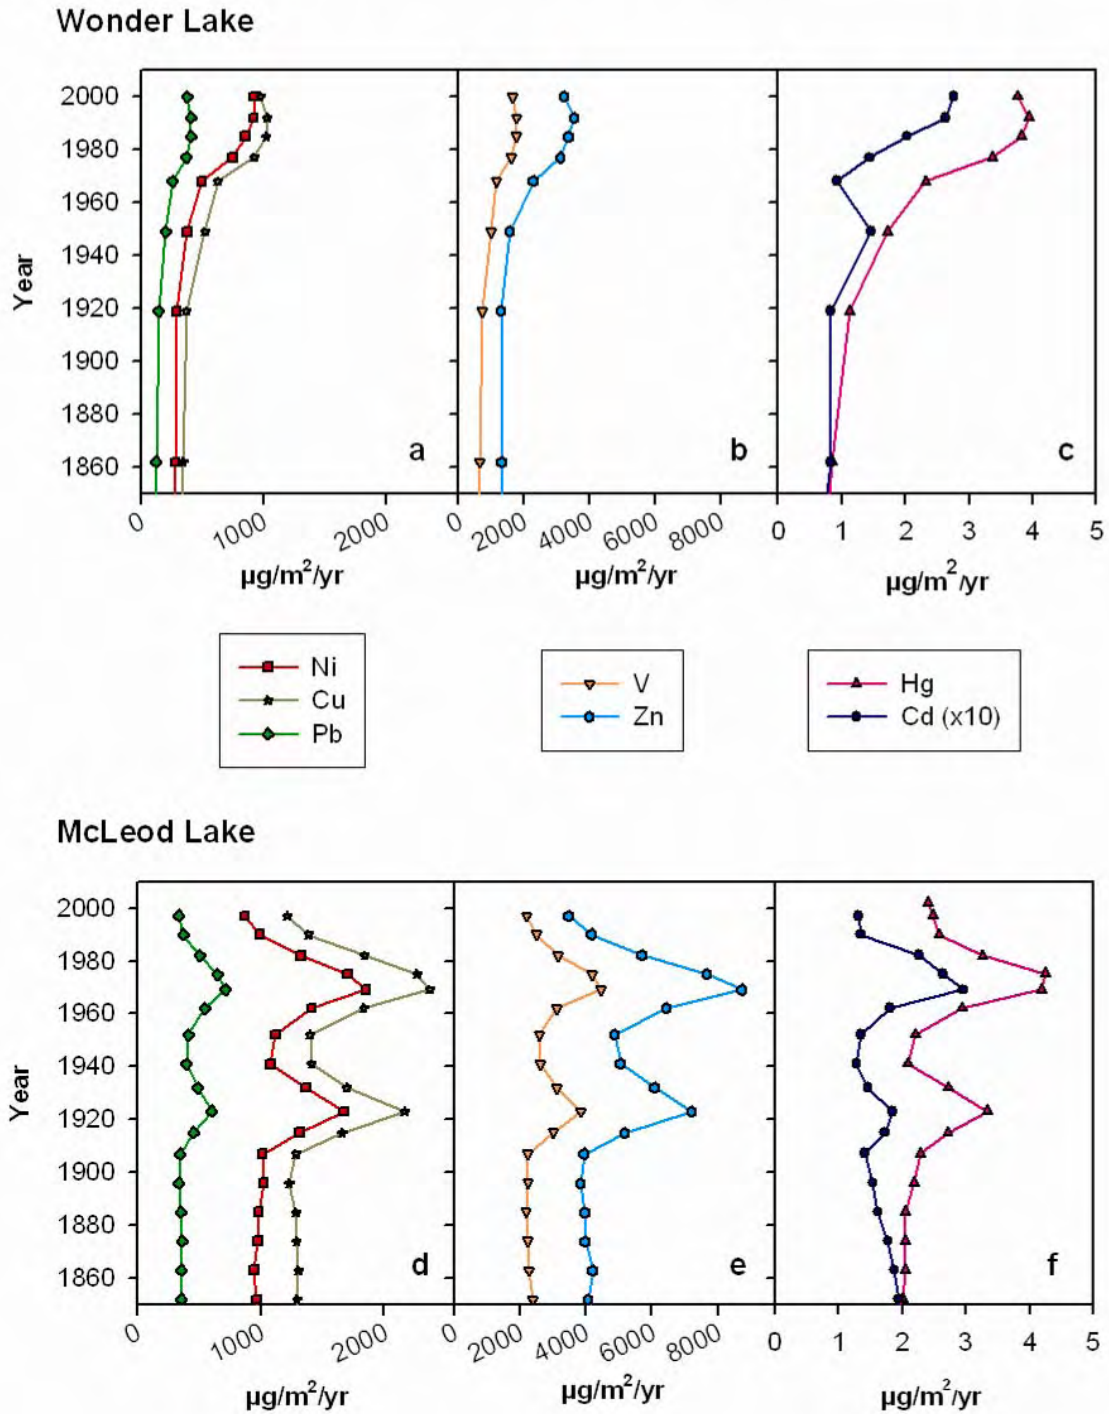 Wonder Lake
Year
2000
1980
1960
1940
1920
1900
1880
1860
a
b
c
0
1000
2000
0
2000
4000
6000
8000
0
1
2
3
4
5
µg/m²/yr
µg/m²/yr
µg/m²/yr
Ni
Cu
Pb
V
Zn
Hg
Cd (x10)
McLeod Lake
Year
2000
1980
1960
1940
1920
1900
1880
1860
d
e
f
0
1000
2000
0
2000
4000
6000
8000
0
1
2
3
4
5
µg/m²/yr
µg/m²/yr
µg/m²/yr